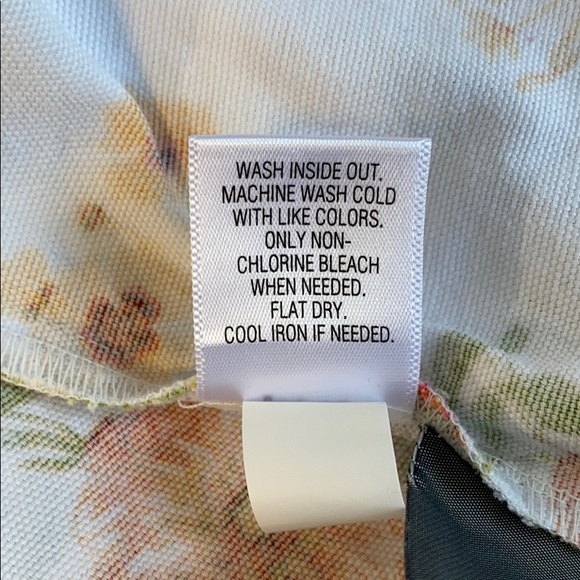 WASH INSIDE OUT.
MACHINE WASH COLD
WITH LIKE COLORS.
ONLY NON-
CHLORINE BLEACH
WHEN NEEDED.
FLAT DRY.
COOL IRON IF NEEDED.